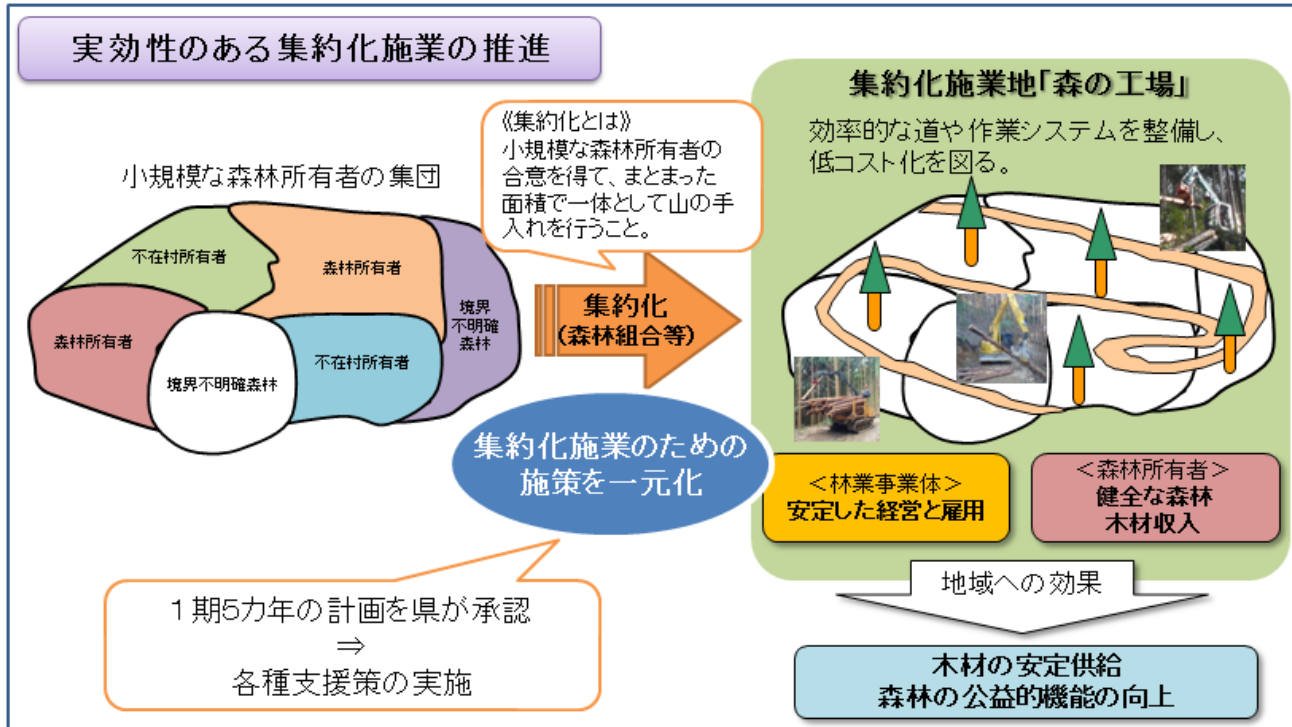 実効性のある集約化施業の推進
小規模な森林所有者の集団
不在村所有者
森林所有者
境界
不明確
森林
森林所有者
境界不明確森林
不在村所有者
《集約化とは》
小規模な森林所有者の
合意を得て、まとまった
面積で一体として山の手
入れを行うこと。
集約化
(森林組合等)
集約化施業のための
施策を一元化
1期5カ年の計画を県が承認
⇒
各種支援策の実施
集約化施業地「森の工場」
効率的な道や作業システムを整備し、
低コスト化を図る。
＜林業事業体＞
安定した経営と雇用
＜森林所有者＞
健全な森林
木材収入
地域への効果
木材の安定供給
森林の公益的機能の向上